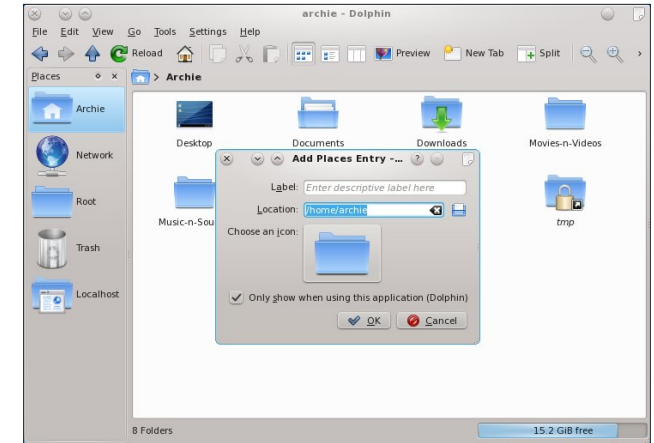 archie - Dolphin
File Edit View Go Tools Settings Help
Reload Preview New Tab Split
Places
Archie
Archie
Network
Root
Trash
Localhost
Desktop Documents Downloads Movies-n-Videos
Music-n-Sou
tmp
Add Places Entry -...
Label: Enter descriptive label here
Location: /home/archie
Choose an icon:
Only show when using this application (Dolphin)
OK Cancel
8 Folders 15.2 GiB free